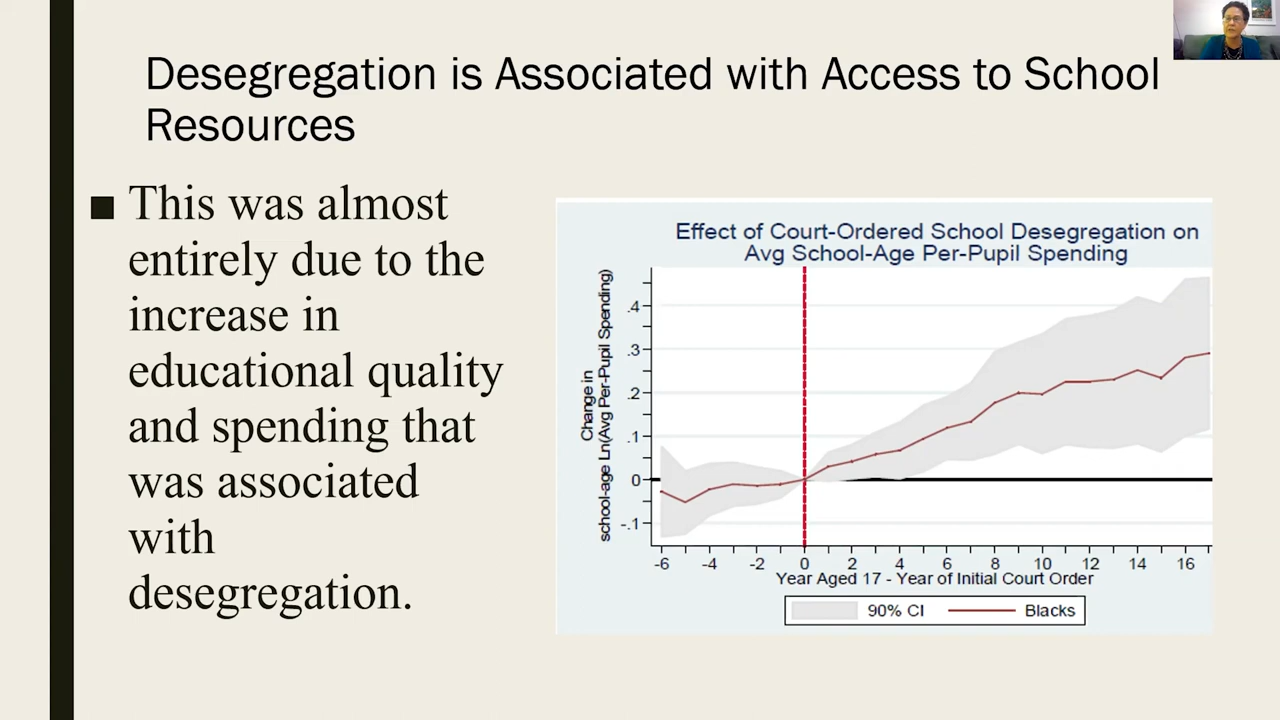 Desegregation is Associated with Access to School
Resources
■ This was almost
entirely due to the
increase in
educational quality
and spending that
was associated
with
desegregation.
Effect of Court-Ordered School Desegregation on
Avg School-Age Per-Pupil Spending
Change in
school-age Ln(Avg Per-Pupil Spending)
.4
.3
.2
.1
0
-.1
-6 -4 -2 0 2 4 6 8 10 12 14 16
Year Aged 17 - Year of Initial Court Order
90% CI Blacks